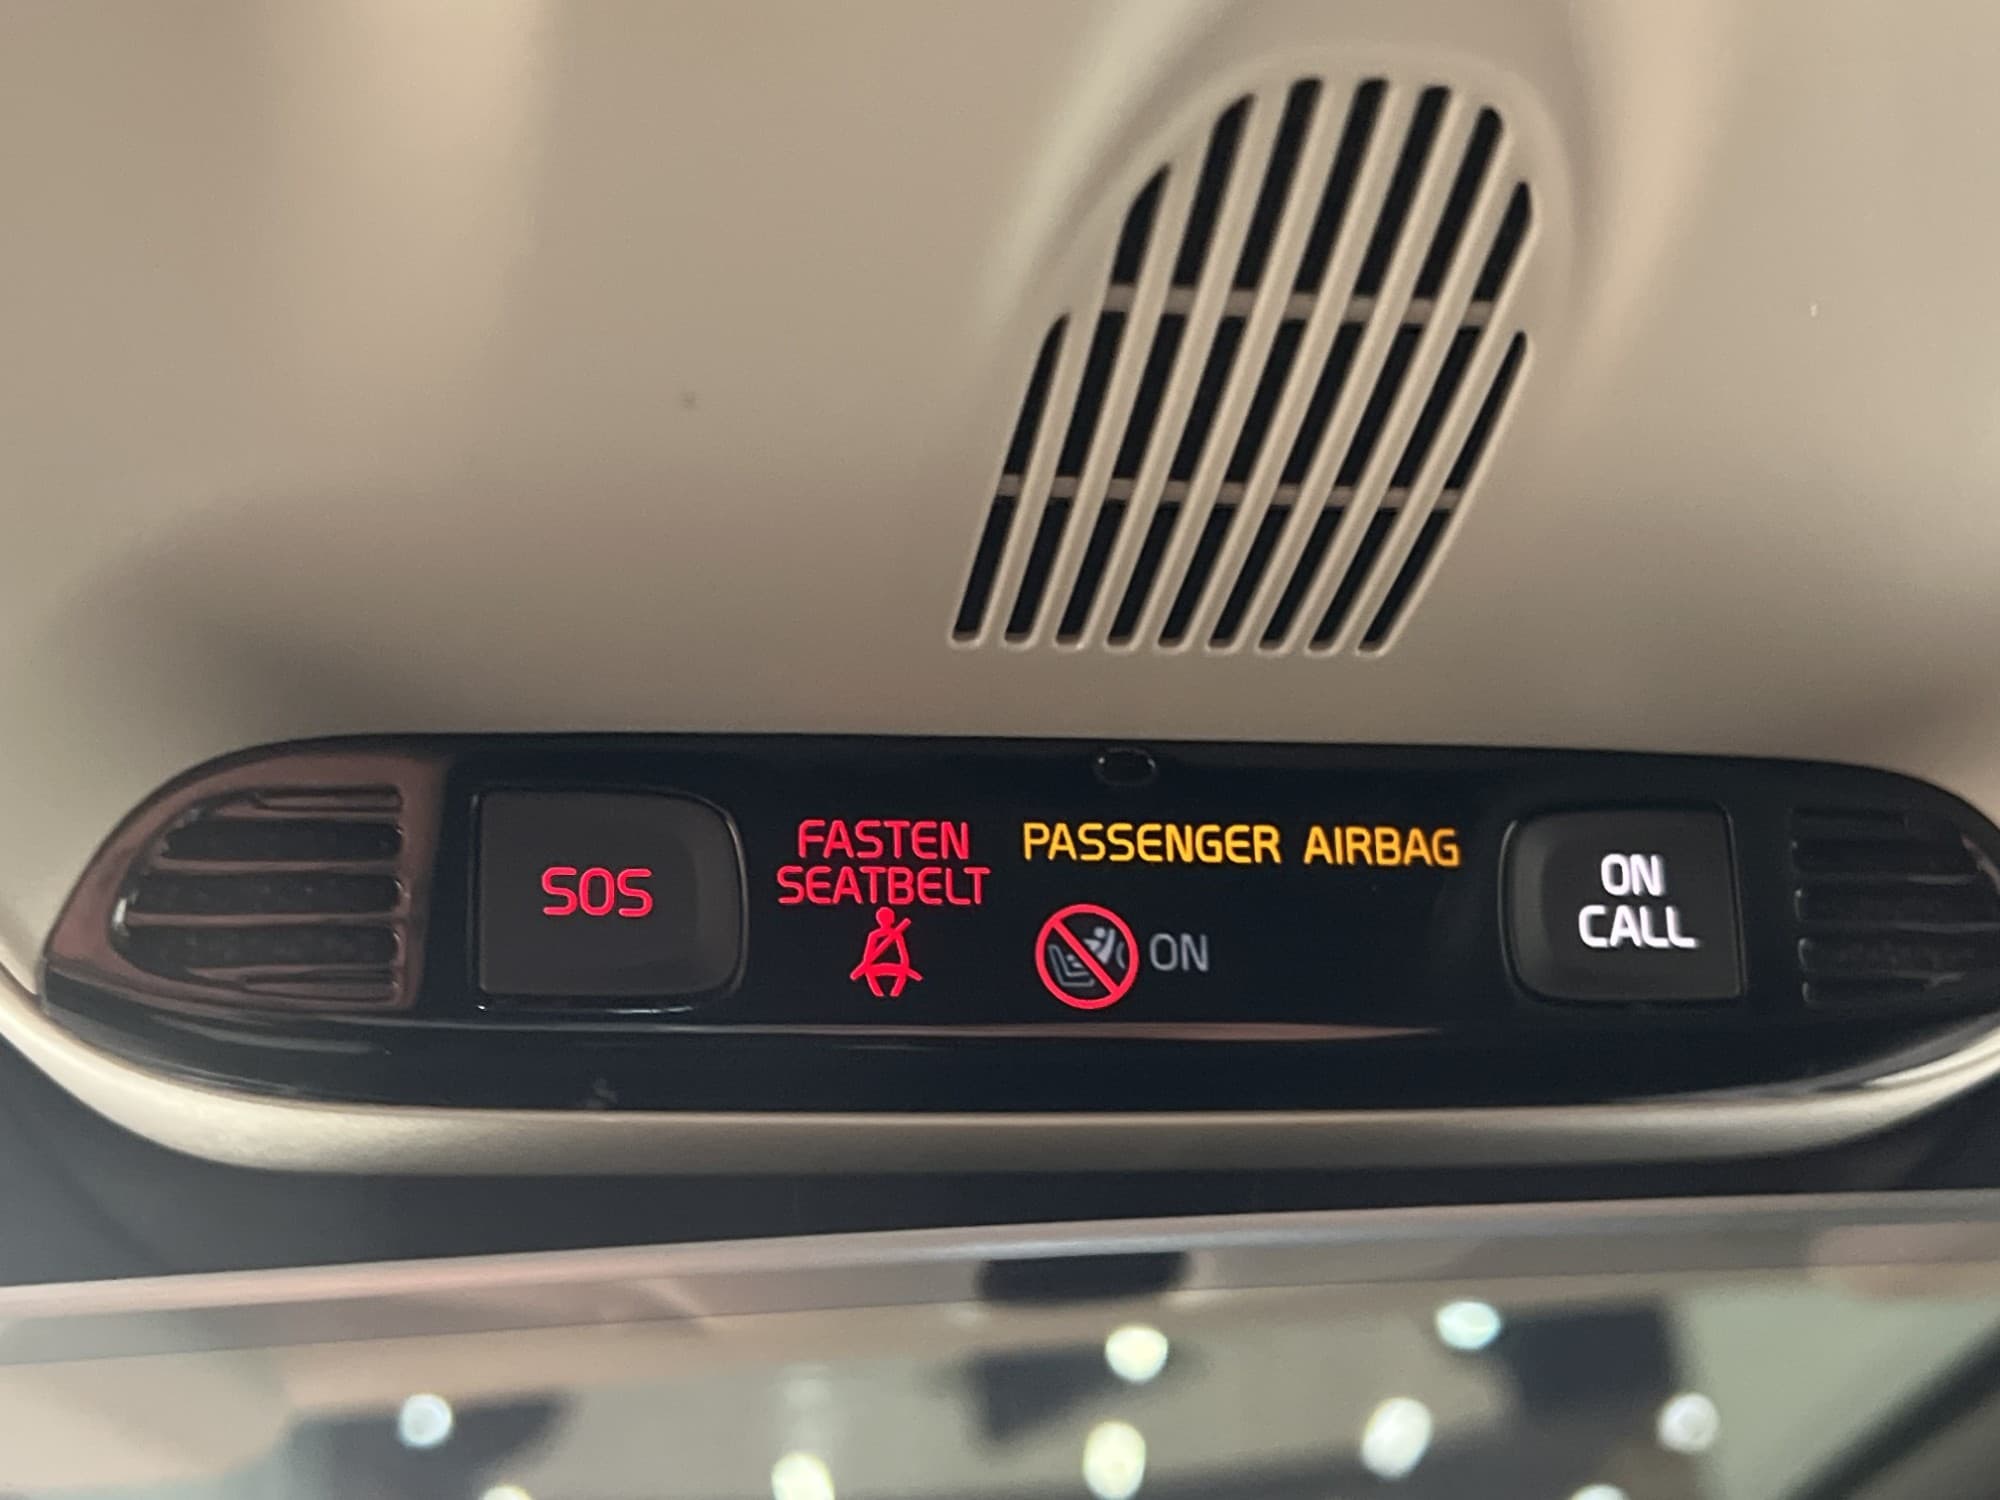 SOS
FASTEN
SEATBELT
PASSENGER AIRBAG
ON
ON
CALL